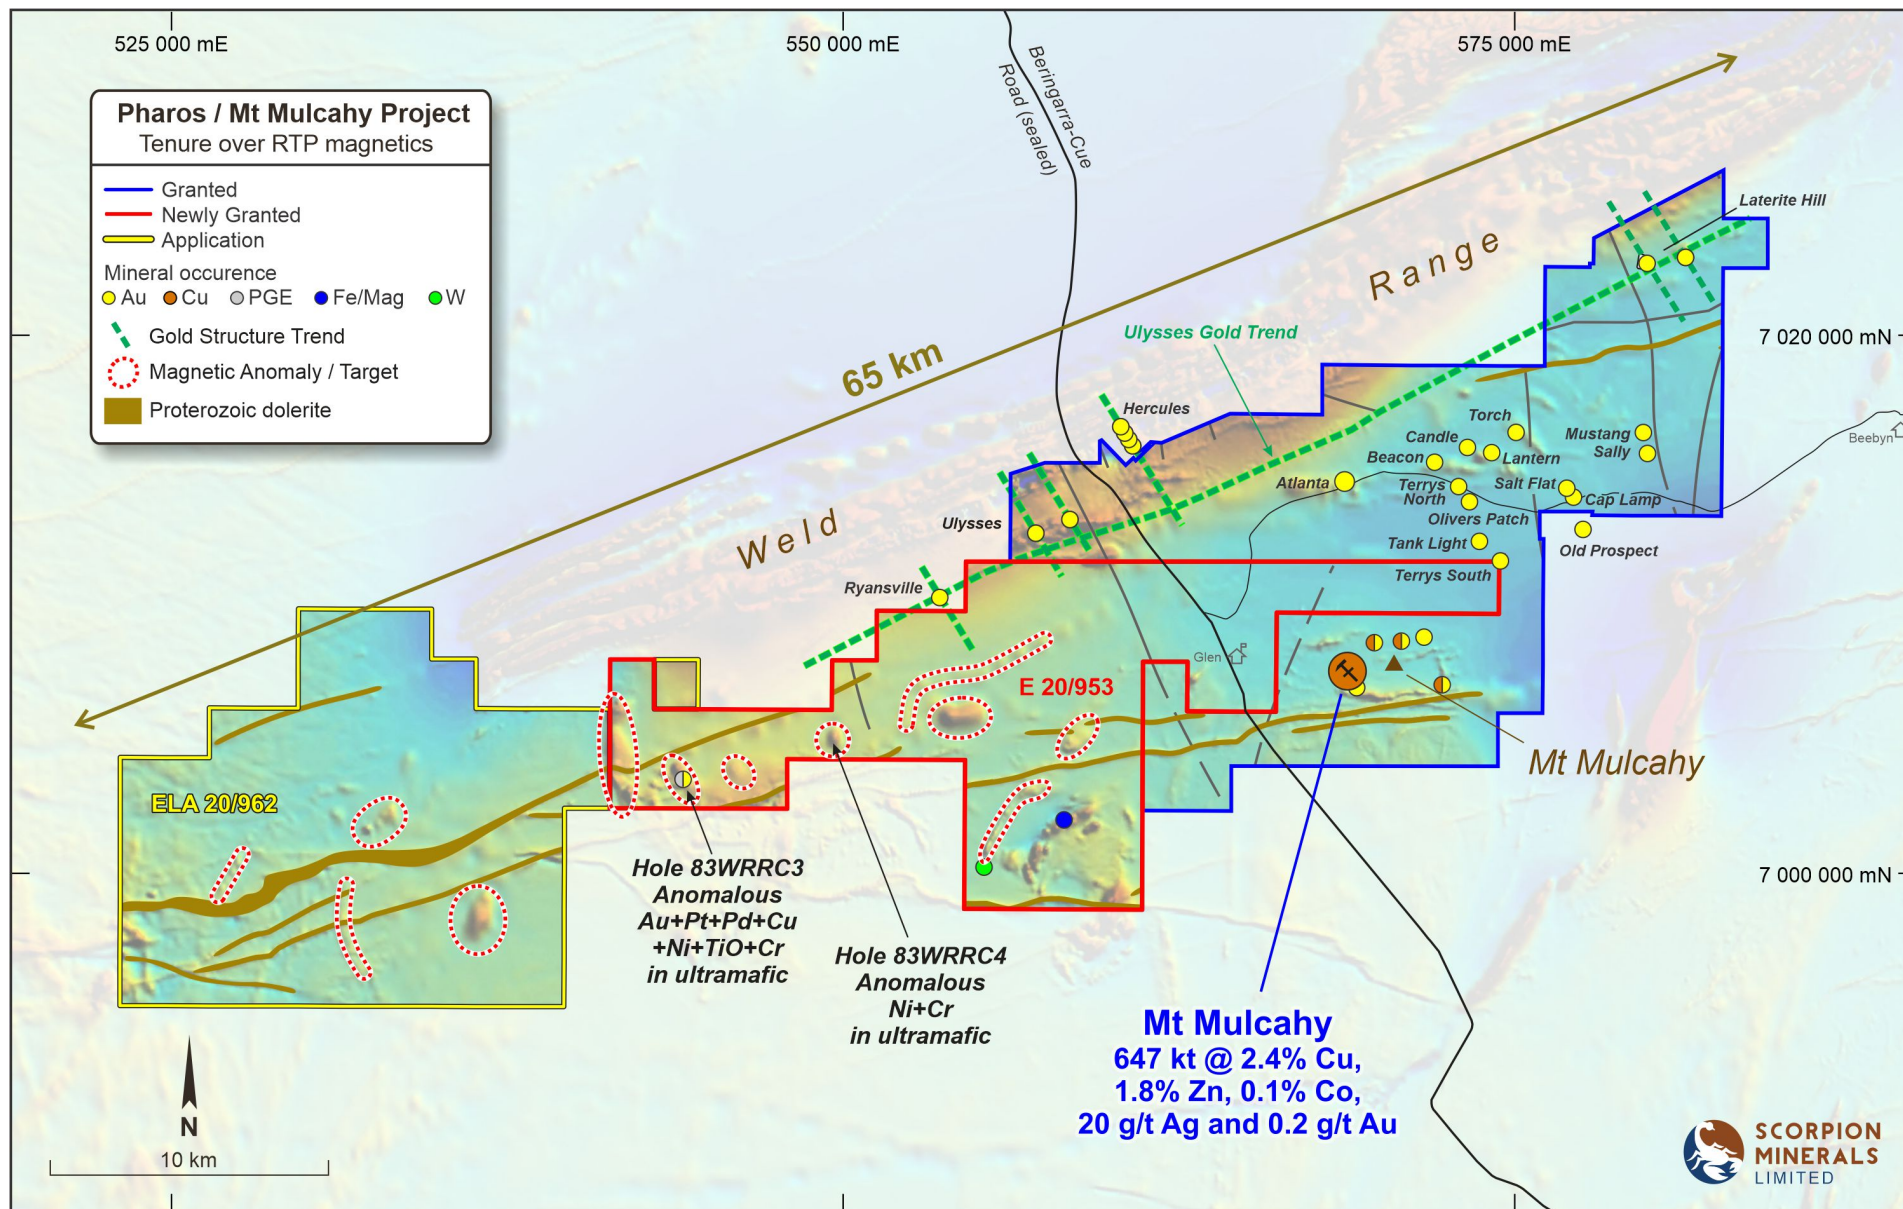 525 000 mE
550 000 mE
575 000 mE
Pharos / Mt Mulcahy Project
Tenure over RTP magnetics
Granted
Newly Granted
Application
Mineral occurence
Au
Cu
PGE
Fe/Mag
W
Gold Structure Trend
Magnetic Anomaly / Target
Proterozoic dolerite
Beringarra-Cue
Road (sealed)
Laterite Hill
Weld Range
65 km
Ulysses Gold Trend
7 020 000 mN
Hercules
Torch
Candle
Mustang
Sally
Beebyn
Beacon
Lantern
Atlanta
Terrys
North
Salt Flat
Cap Lamp
Ulysses
Olivers Patch
Tank Light
Old Prospect
Terrys South
Ryansville
Glen
E 20/953
Mt Mulcahy
ELA 20/962
7 000 000 mN
Hole 83WRRC3
Anomalous
Au+Pt+Pd+Cu
+Ni+TiO+Cr
in ultramafic
Hole 83WRRC4
Anomalous
Ni+Cr
in ultramafic
Mt Mulcahy
647 kt @ 2.4% Cu,
1.8% Zn, 0.1% Co,
20 g/t Ag and 0.2 g/t Au
N
10 km
SCORPION
MINERALS
LIMITED